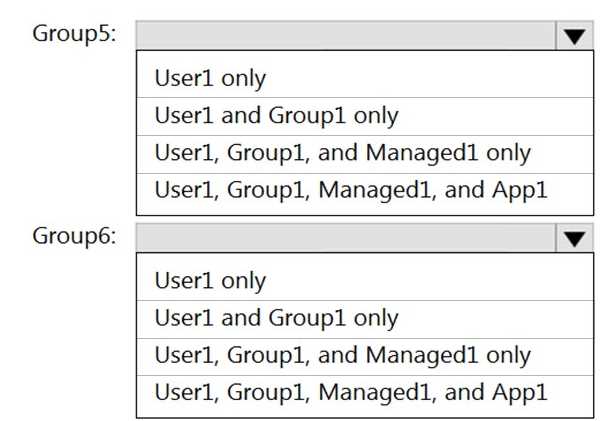 Group5:
User1 only
User1 and Group1 only
User1, Group1, and Managed1 only
User1, Group1, Managed1, and App1
Group6:
User1 only
User1 and Group1 only
User1, Group1, and Managed1 only
User1, Group1, Managed1, and App1